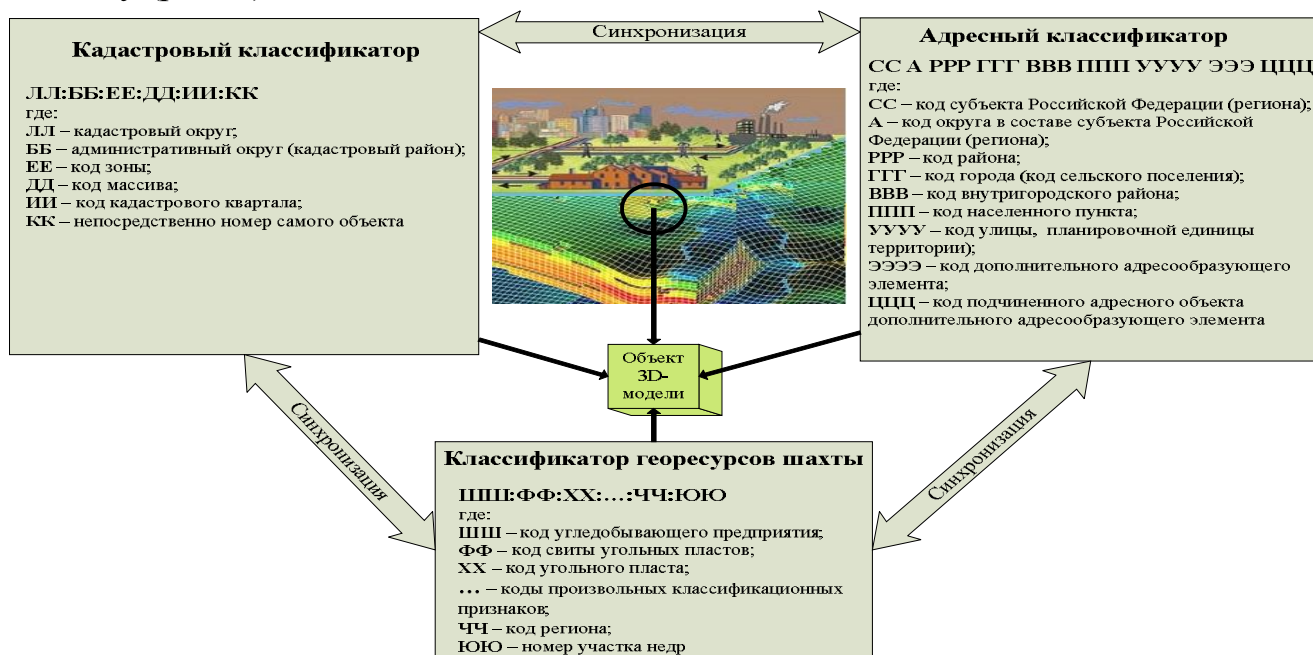 Синхронизация
Кадастровый классификатор
ЛЛ:ББ:ЕЕ:ДД:ИИ:КК
где:
ЛЛ – кадастровый округ;
ББ – административный округ (кадастровый район);
ЕЕ – код зоны;
ДД – код массива;
ИИ – код кадастрового квартала;
КК – непосредственно номер самого объекта
Адресный классификатор
СС А РРР ГГГ ВВВ ППП УУУУ ЭЭЭ ЦЦЦ
где:
СС – код субъекта Российской Федерации (региона);
А – код округа в составе субъекта Российской
Федерации (региона);
РРР – код района;
ГГГ – код города (код сельского поселения);
ВВВ – код внутригородского района;
ППП – код населенного пункта;
УУУУ – код улицы, планировочной единицы
территории);
ЭЭЭЭ – код дополнительного адресообразующего
элемента;
ЦЦЦ – код подчиненного адресного объекта
дополнительного адресообразующего элемента
Объект
3D-
модели
Синхронизация
Синхронизация
Классификатор георесурсов шахты
ШШ:ФФ:ХХ:…:ЧЧ:ЮЮ
где:
ШШ – код угледобывающего предприятия;
ФФ – код свиты угольных пластов;
ХХ – код угольного пласта;
… – коды произвольных классификационных
признаков;
ЧЧ – код региона;
ЮЮ – номер участка недр